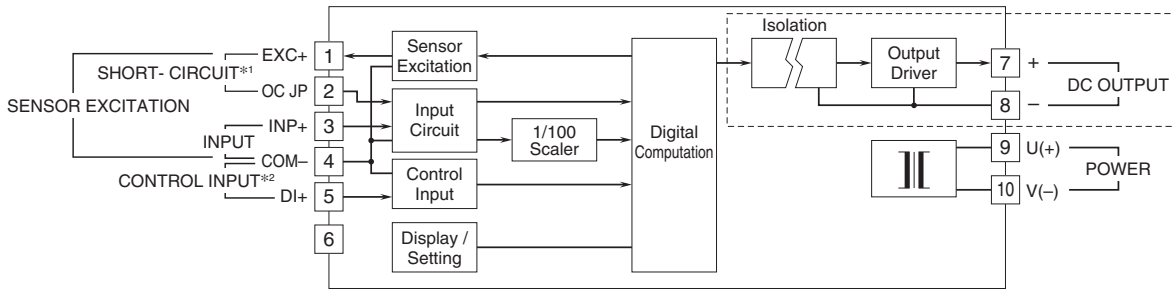 Isolation
EXC+
1
Sensor
Excitation
SHORT- CIRCUIT*1
OC JP
2
SENSOR EXCITATION
INP+
3
Input
Circuit
INPUT
COM–
4
1/100
Scaler
CONTROL INPUT*2
DI+
5
Control
Input
6
Display /
Setting
Digital
Computation
Output
Driver
7
+
DC OUTPUT
8
–
9
U(+)
POWER
10
V(–)